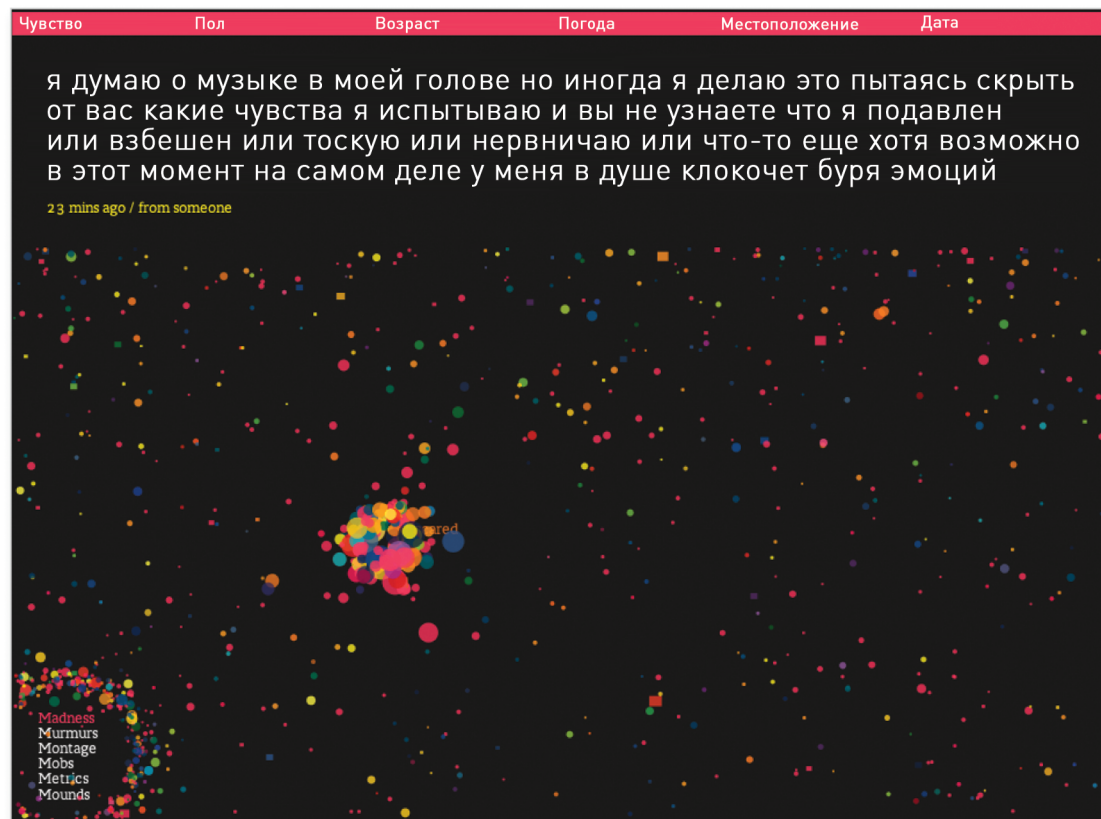 Чувство Пол Возраст Погода Местоположение Дата
я думаю о музыке в моей голове но иногда я делаю это пытаясь скрыть
от вас какие чувства я испытываю и вы не узнаете что я подавлен
или взбешен или тоскую или нервничаю или что-то еще хотя возможно
в этот момент на самом деле у меня в душе клокочет буря эмоций
23 mins ago / from someone
Madness
Murmurs
Montage
Mobs
Metrics
Mounds